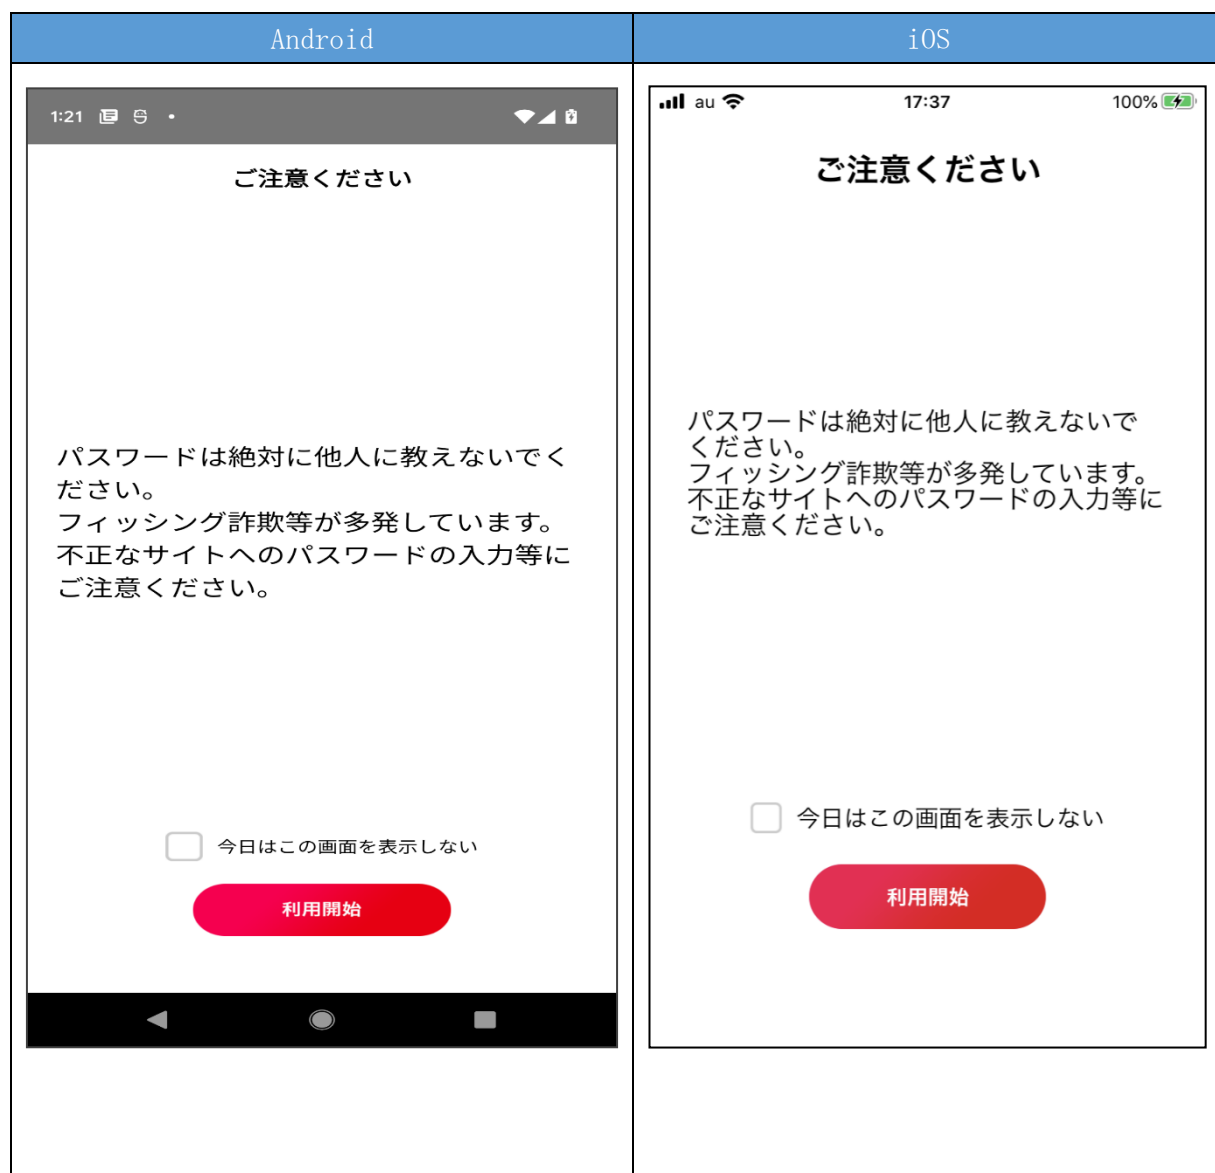 Android
iOS
1:21
ご注意ください
パスワードは絶対に他人に教えないでく
ださい。
フィッシング詐欺等が多発しています。
不正なサイトへのパスワードの入力等に
ご注意ください。
今日はこの画面を表示しない
利用開始
au
17:37
100%
ご注意ください
パスワードは絶対に他人に教えないで
ください。
フィッシング詐欺等が多発しています。
不正なサイトへのパスワードの入力等に
ご注意ください。
今日はこの画面を表示しない
利用開始